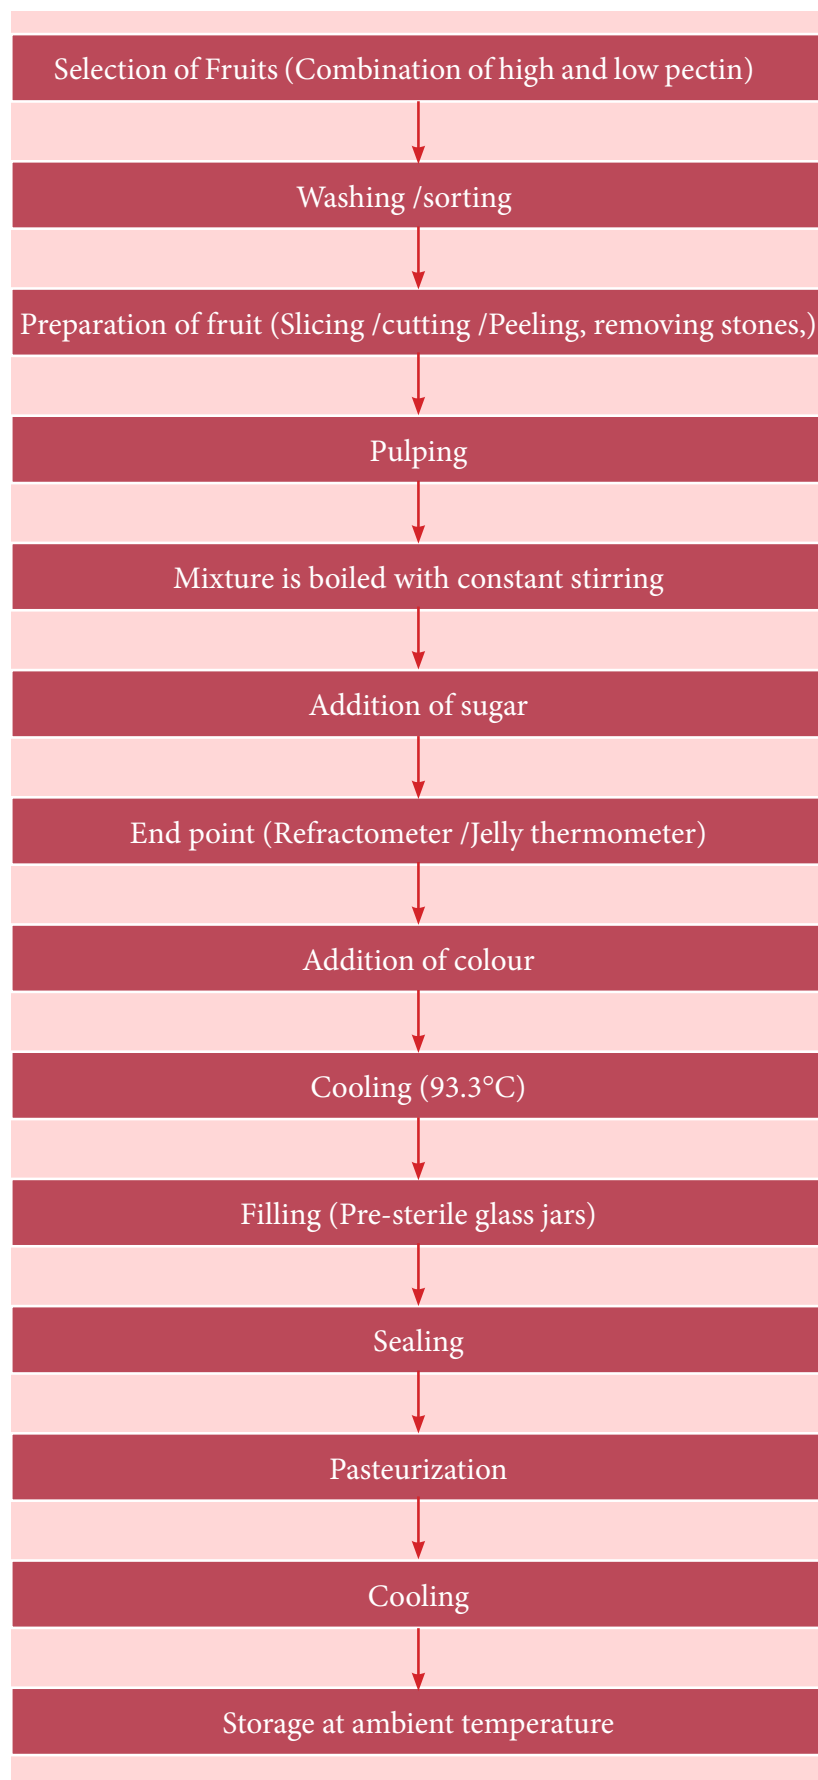 Selection of Fruits (Combination of high and low pectin)
Washing /sorting
Preparation of fruit (Slicing /cutting /Peeling, removing stones,)
Pulping
Mixture is boiled with constant stirring
Addition of sugar
End point (Refractometer /Jelly thermometer)
Addition of colour
Cooling (93.3°C)
Filling (Pre-sterile glass jars)
Sealing
Pasteurization
Cooling
Storage at ambient temperature